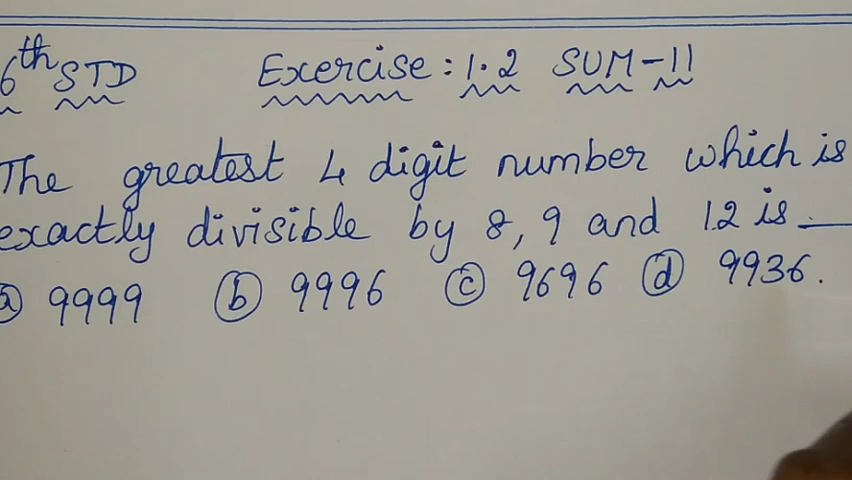 6th STD Exercise : 1.2 SUM-11
The greatest 4 digit number which is
exactly divisible by 8, 9 and 12 is __
a 9999 b 9996 c 9696 d 9936.